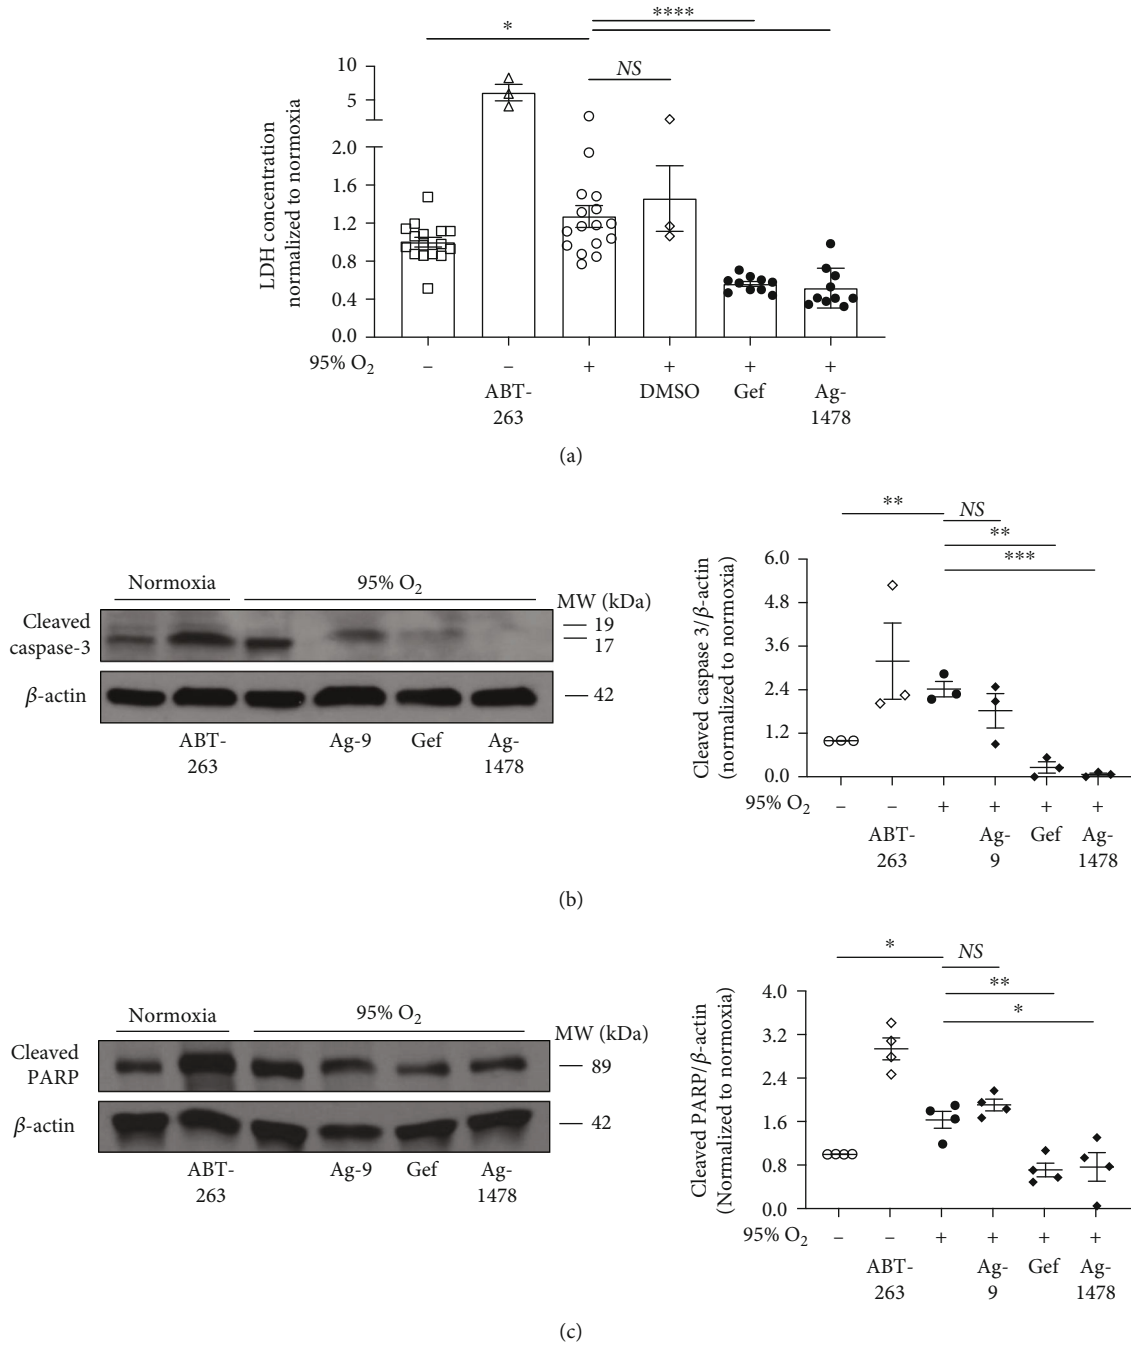 *
****
NS
10
5
2.0
1.6
1.2
0.8
0.4
0.0
LDH concentration
normalized to normoxia
95% O2 – – + + + +
ABT-263 DMSO Gef Ag-1478
(a)
Normoxia 95% O2
MW (kDa)
Cleaved
caspase-3
19
17
β-actin
42
ABT-263 Ag-9 Gef Ag-1478
**
NS
**
***
6.0
4.8
3.6
2.4
1.2
0.0
Cleaved caspase 3/β-actin
(normalized to normoxia)
95% O2 – – + + + +
ABT-263 Ag-9 Gef Ag-1478
(b)
Normoxia 95% O2
MW (kDa)
Cleaved
PARP
89
β-actin
42
ABT-263 Ag-9 Gef Ag-1478
*
NS
**
*
4.0
3.2
2.4
1.6
0.8
0.0
Cleaved PARP/β-actin
(Normalized to normoxia)
95% O2 – – + + + +
ABT-263 Ag-9 Gef Ag-1478
(c)